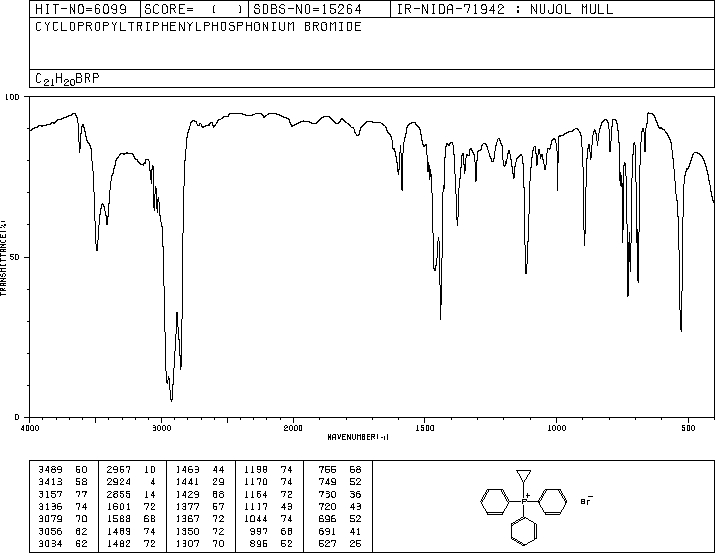 HIT-NO=6099 SCORE= ( ) SDBS-NO=15264 IR-NIDA-71942 : NUJOL MULL
CYCLOPROPYLTRIPHENYLPHOSPHONIUM BROMIDE
C21H20BRP
100
50
0
TRANSMITTANCE(%)
4000 3000 2000 1500 1000 500
WAVENUMBER(-1)
3489 50 2967 10 1463 44 1198 74 756 58
3413 58 2924 4 1441 29 1170 74 749 52
3157 77 2855 14 1429 68 1164 72 730 36
3136 74 1601 72 1377 57 1117 43 720 43
3079 70 1588 68 1367 72 1044 74 696 52
3056 62 1489 74 1350 72 997 68 691 41
3034 62 1482 72 1307 70 896 52 527 25
P+
Br−